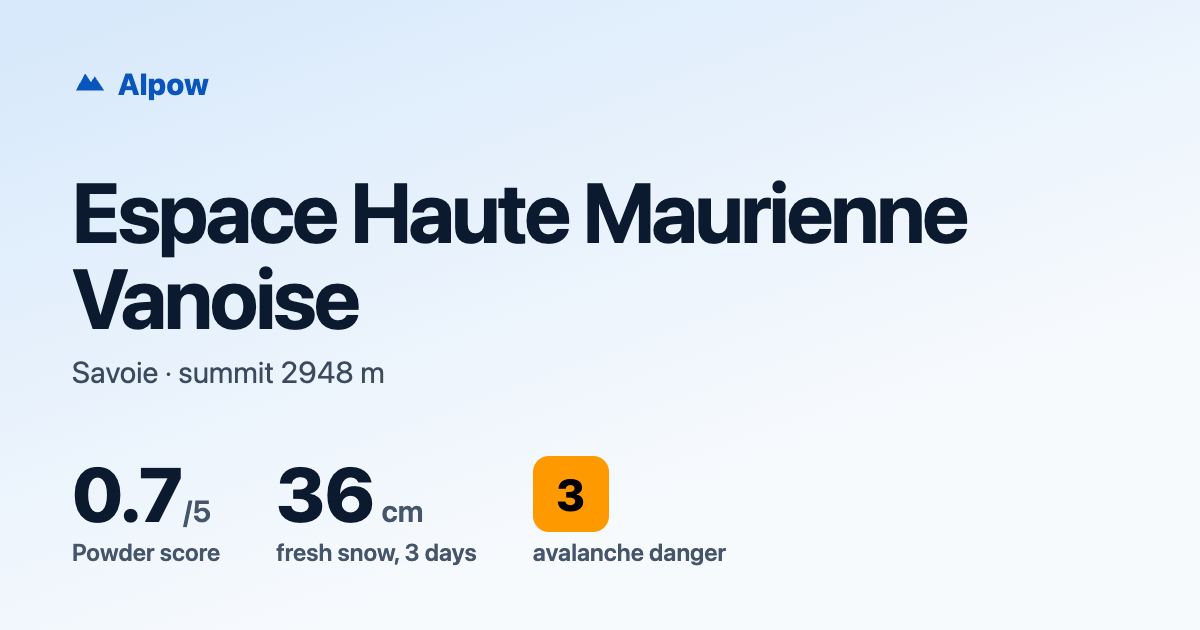 Alpow
Espace Haute Maurienne
Vanoise
Savoie · summit 2948 m
0.7/5
36 cm
3
Powder score
fresh snow, 3 days
avalanche danger